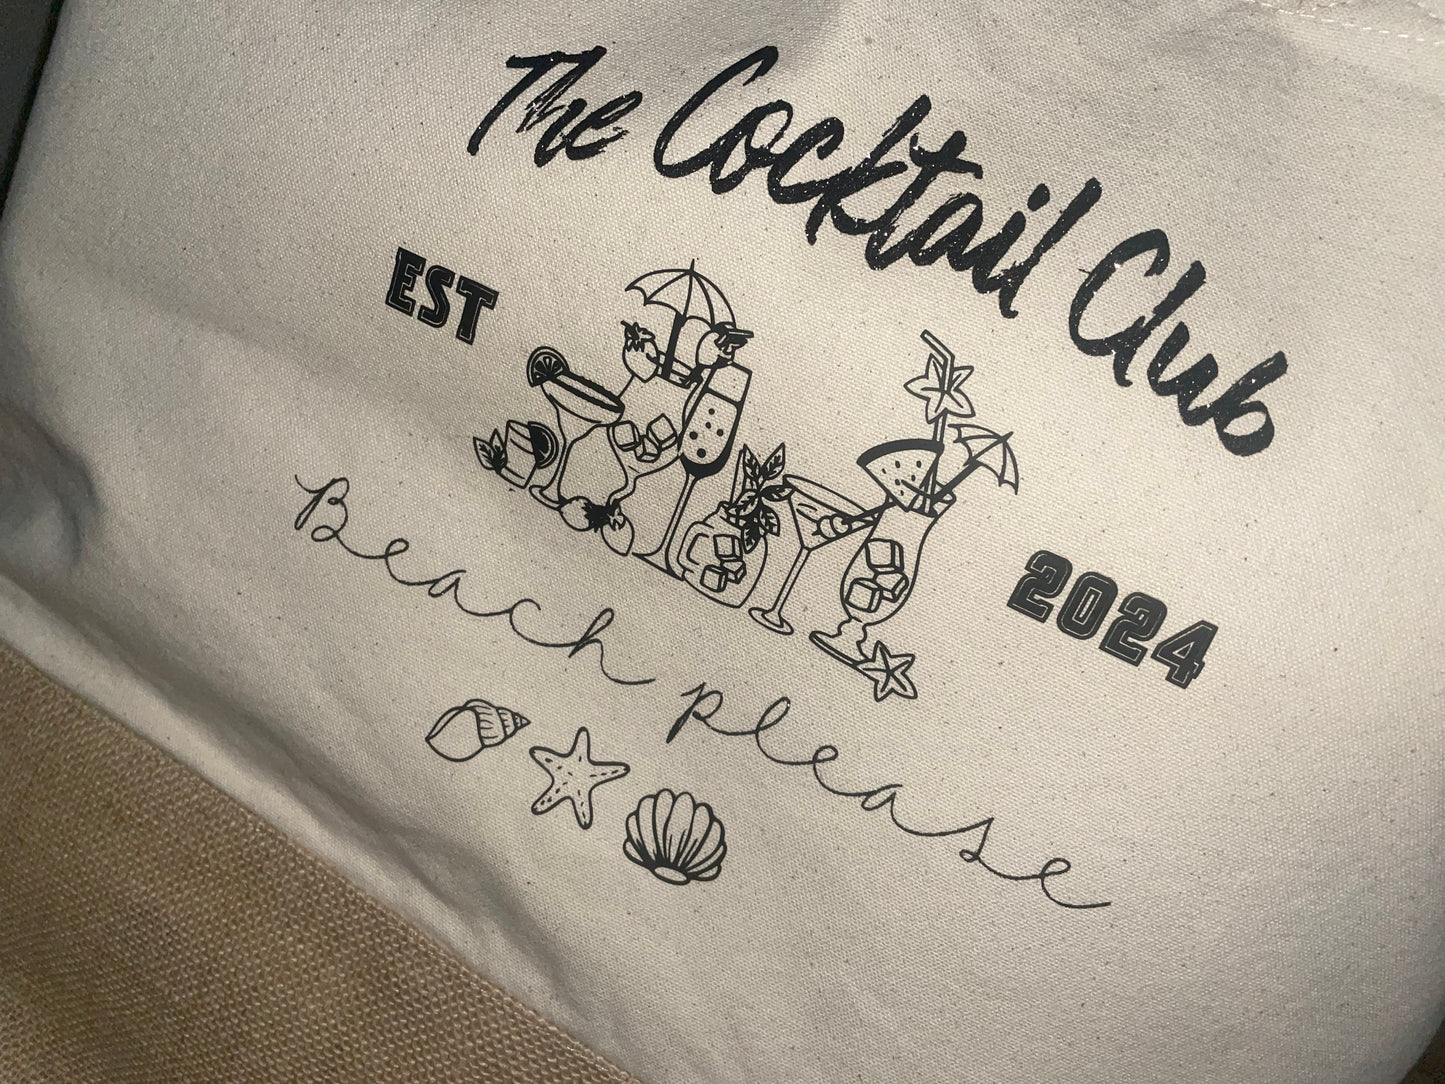 The Cocktail Club
EST 2024
Beach please